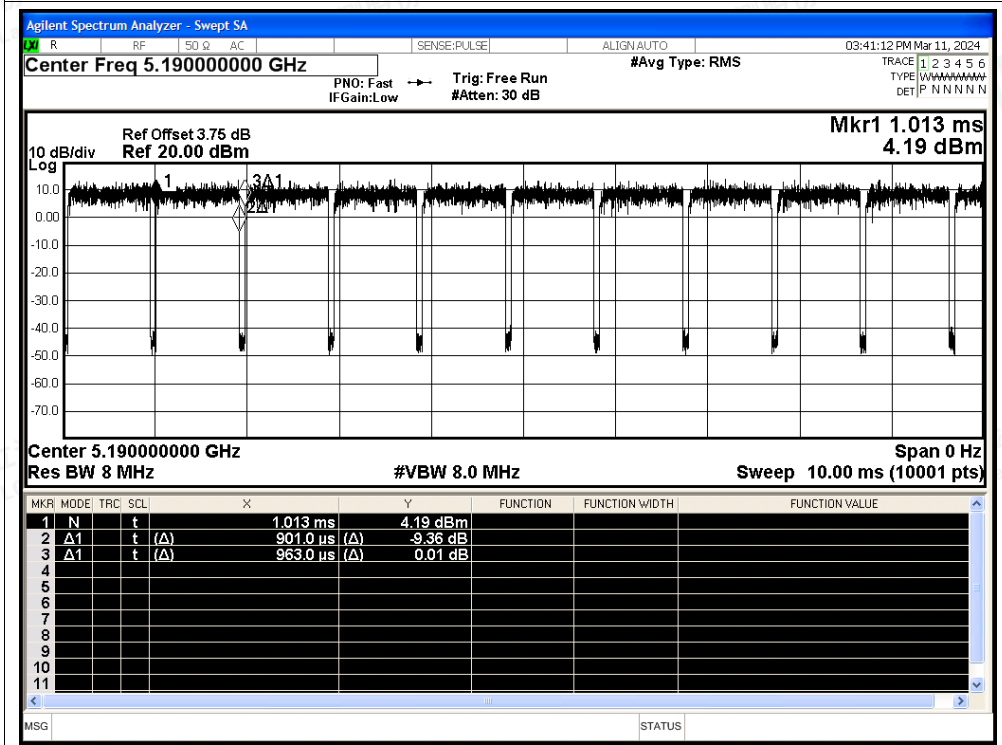 Agilent Spectrum Analyzer - Swept SA
LXI R RF 50 Ω AC SENSE:PULSE ALIGN AUTO 03:41:12 PM Mar 11, 2024
Center Freq 5.190000000 GHz #Avg Type: RMS TRACE 1 2 3 4 5 6
PNO: Fast Trig: Free Run TYPE
IFGain:Low #Atten: 30 dB DET P N N N N N
Mkr1 1.013 ms
Ref Offset 3.75 dB
10 dB/div Ref 20.00 dBm 4.19 dBm
Log
1 3Δ1
10.0
2Δ1
0.00
-10.0
-20.0
-30.0
-40.0
-50.0
-60.0
-70.0
Center 5.190000000 GHz Span 0 Hz
Res BW 8 MHz #VBW 8.0 MHz Sweep 10.00 ms (10001 pts)
MKR MODE TRC SCL X Y FUNCTION FUNCTION WIDTH FUNCTION VALUE
1 N t 1.013 ms 4.19 dBm
2 Δ1 t (Δ) 901.0 µs (Δ) -9.36 dB
3 Δ1 t (Δ) 963.0 µs (Δ) 0.01 dB
4
5
6
7
8
9
10
11
MSG STATUS